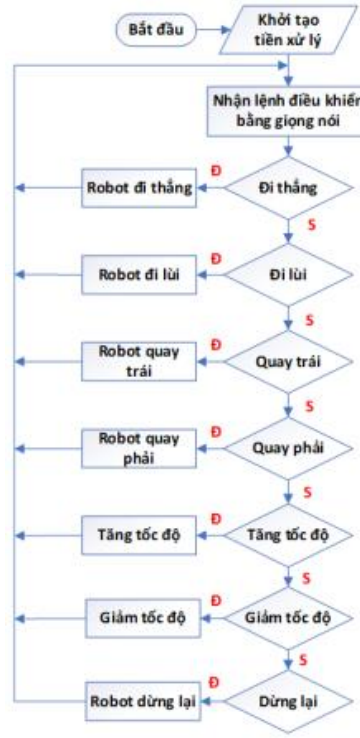 Bắt đầu
Khởi tạo
tiền xử lý
Nhận lệnh điều khiển
bằng giọng nói
Robot đi thẳng
Đ
Đi thẳng
S
Robot đi lùi
Đ
Đi lùi
S
Robot quay
trái
Đ
Quay trái
S
Robot quay
phải
Đ
Quay phải
S
Tăng tốc độ
Đ
Tăng tốc độ
S
Giảm tốc độ
Đ
Giảm tốc độ
S
Robot dừng lại
Đ
Dừng lại